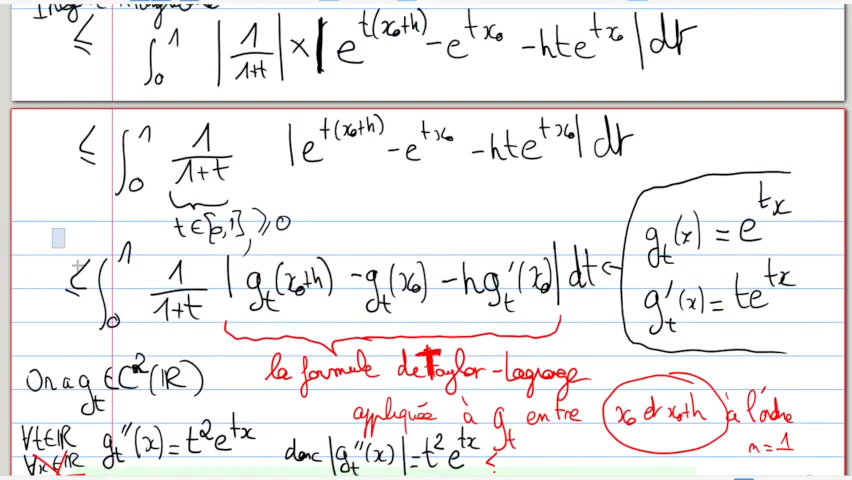 ≤ ∫₀¹ |1/(1+t)| × |e^{t(x₀+h)} − e^{tx₀} − hte^{tx₀}| dt
≤ ∫₀¹ 1/(1+t) |e^{t(x₀+h)} − e^{tx₀} − hte^{tx₀}| dt
t ∈ [0,1], ≥ 0
g_t(x) = e^{tx}
≤ ∫₀¹ 1/(1+t) |g_t(x₀+h) − g_t(x₀) − hg_t'(x₀)| dt
g_t'(x) = te^{tx}
la formule de Taylor-Lagrange
On a g_t ∈ C²(ℝ)
appliquée à g_t entre x₀ et x₀+h à l'ordre n=1
∀t∈ℝ g_t''(x) = t²e^{tx} donc |g_t''(x)| = t²e^{tx} ≤
∀x∈ℝ